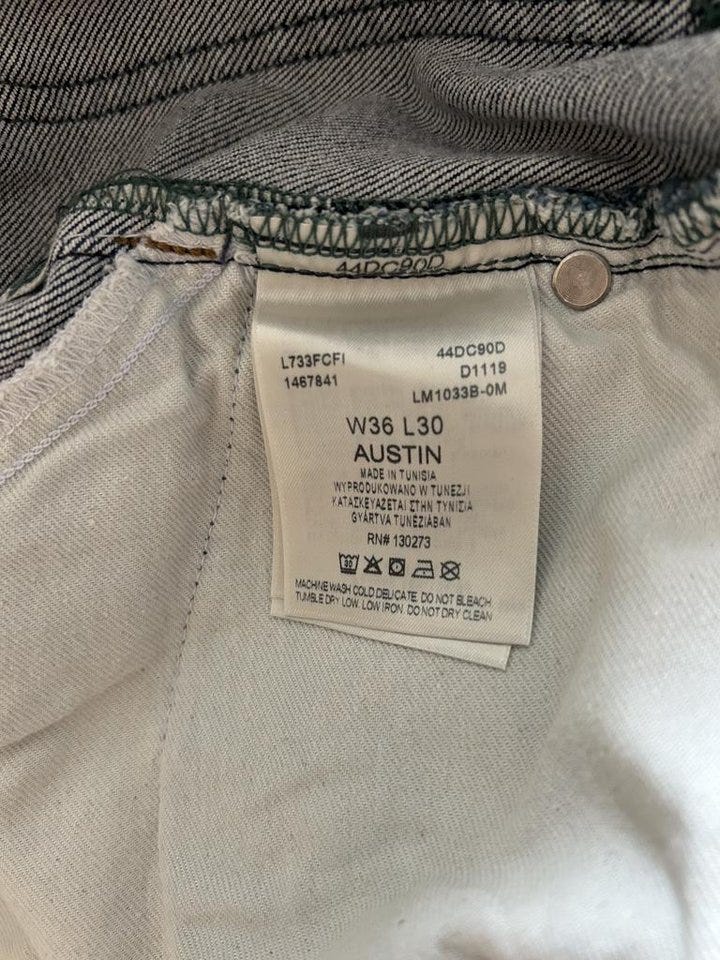 44DC90D
L733FCFI
1467841
44DC90D
D1119
LM1033B-0M
W36 L30
AUSTIN
MADE IN TUNISIA
WYPRODUKOWANO W TUNEZJI
ΚΑΤΑΣΚΕΥΑΖΕΤΑΙ ΣΤΗΝ ΤΥΝΙΣΙΑ
GYÁRTVA TUNÉZIÁBAN
RN# 130273
30
MACHINE WASH COLD DELICATE. DO NOT BLEACH
TUMBLE DRY LOW. LOW IRON. DO NOT DRY CLEAN